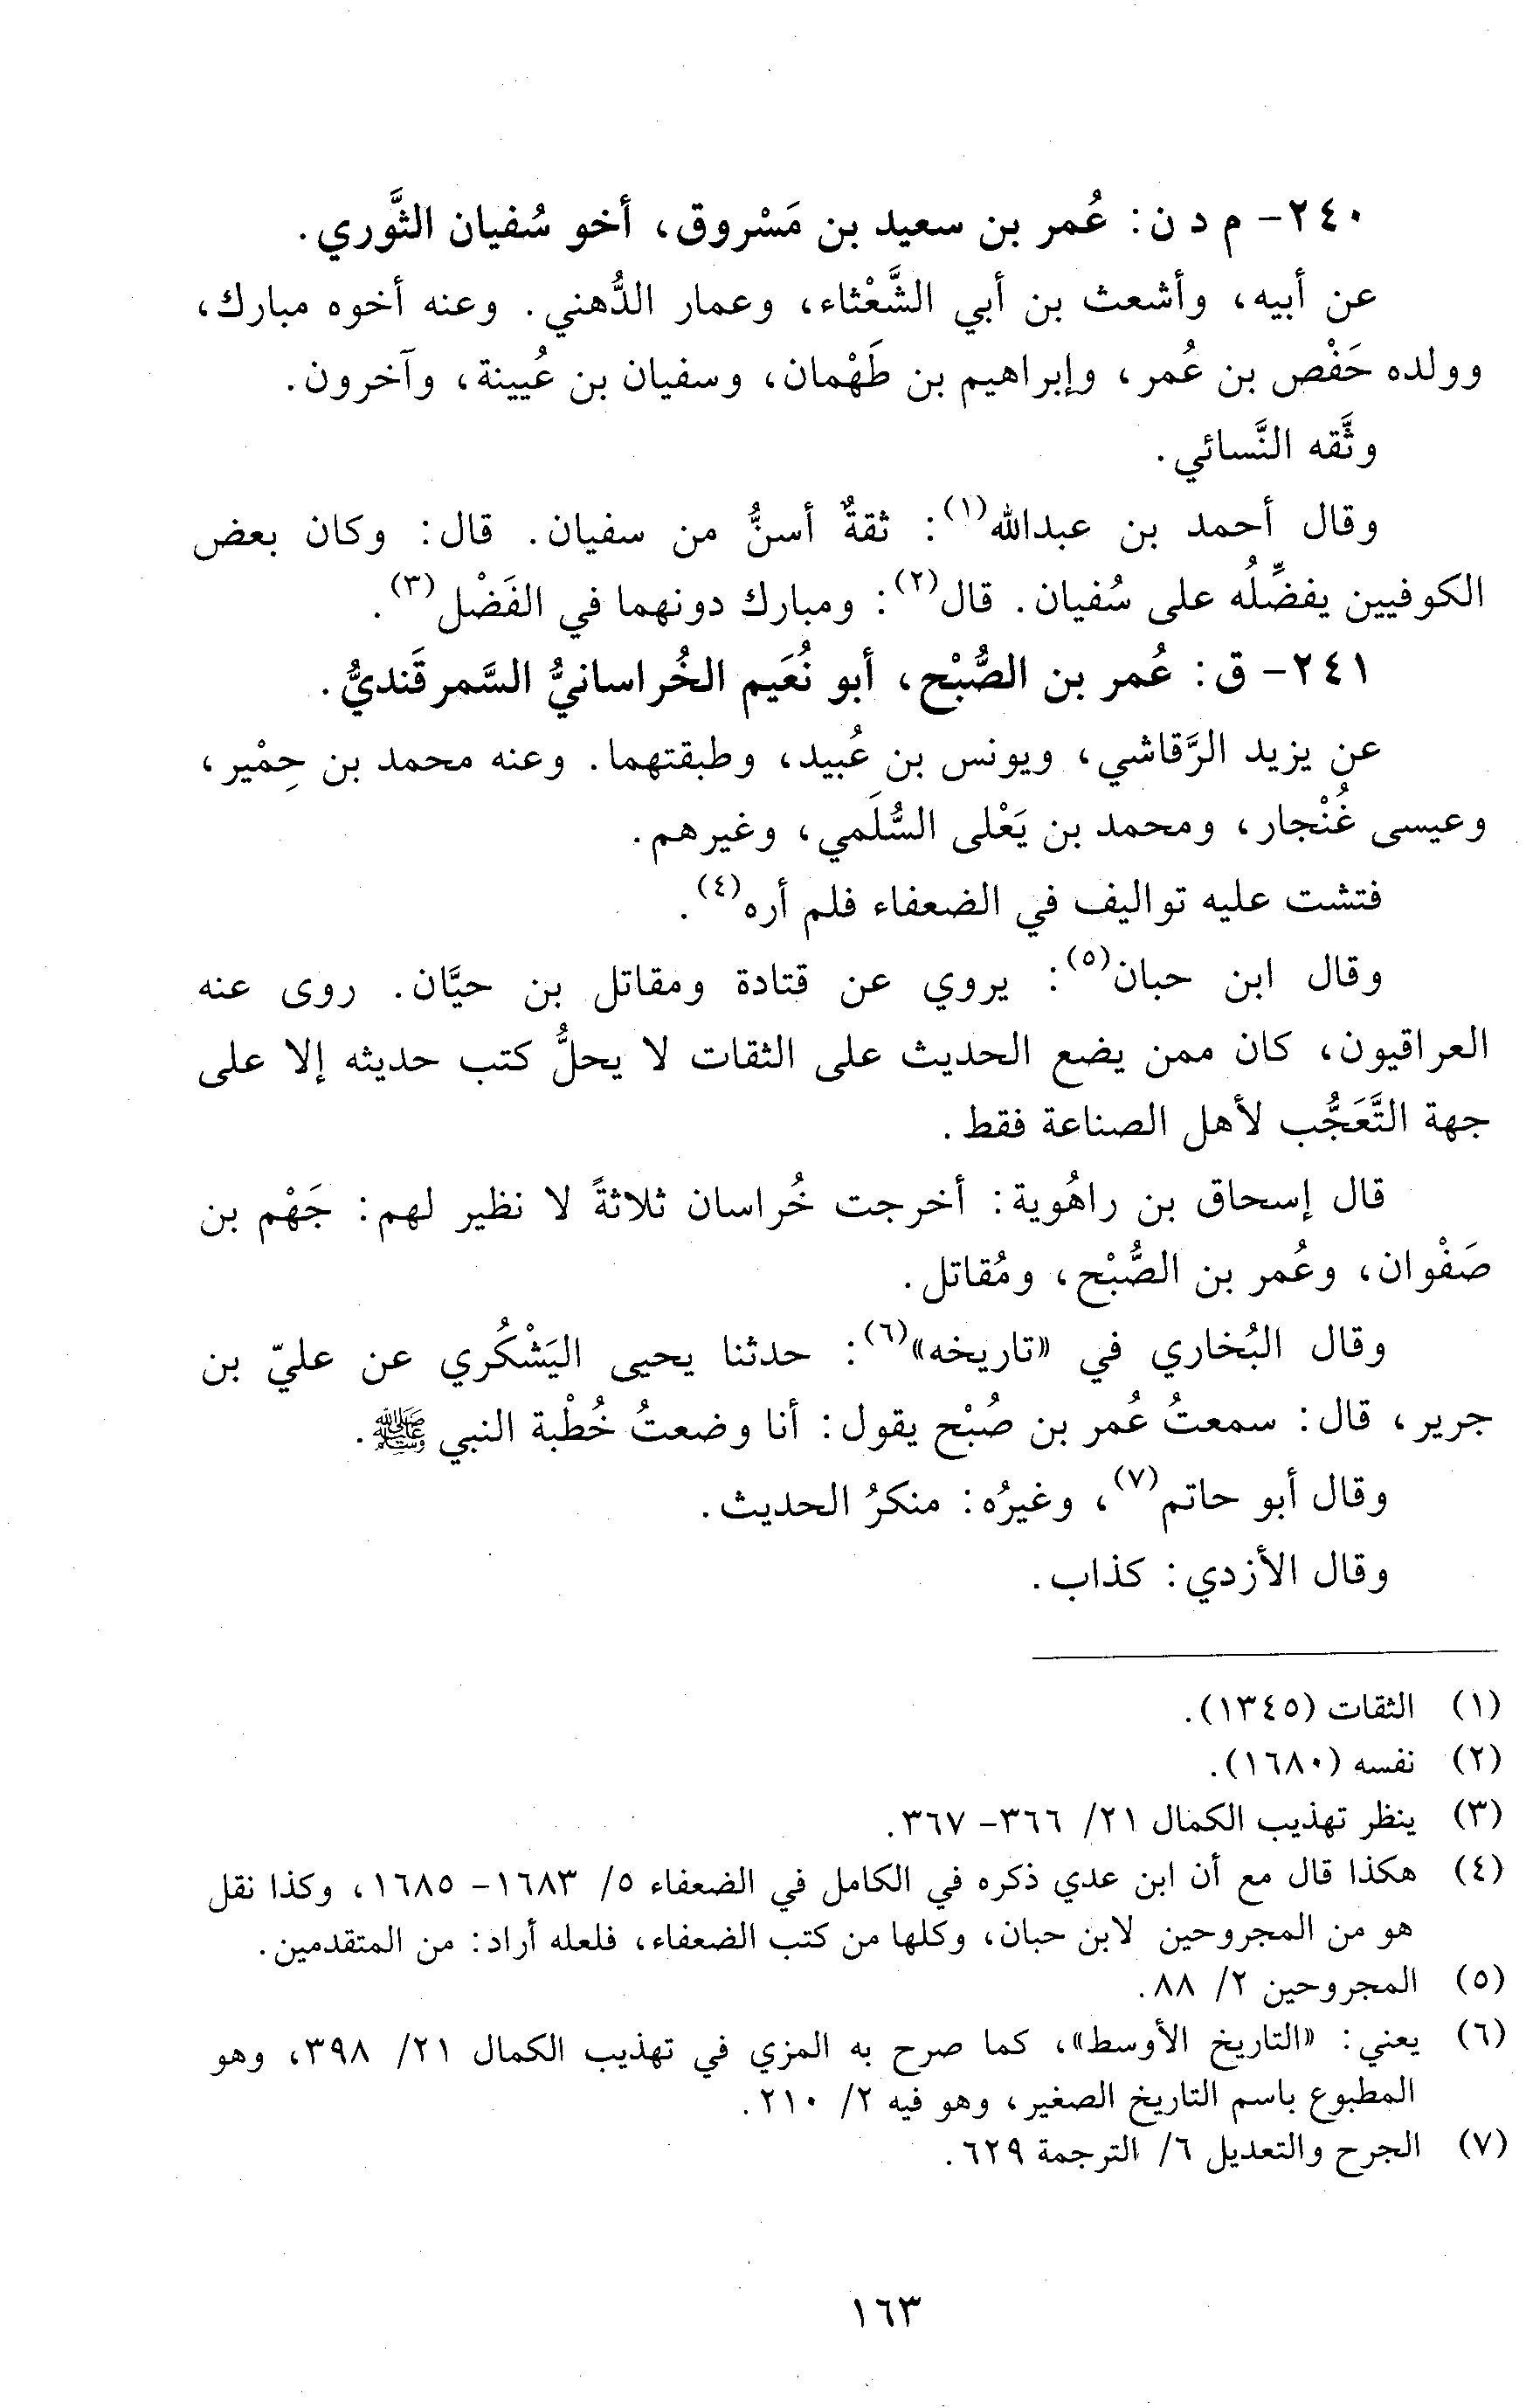 ٢٤٠- م د ن: عُمر بن سعيد بن مَسْروق، أخو سُفيان الثَّوري.
عن أبيه، وأشعث بن أبي الشَّعْثاء، وعمار الدُّهني. وعنه أخوه مبارك،
وولده حَفْص بن عُمر، وإبراهيم بن طَهْمان، وسفيان بن عُيينة، وآخرون.
وثَّقه النَّسائي.
وقال أحمد بن عبدالله(١): ثقةٌ أسنُّ من سفيان. قال: وكان بعض
الكوفيين يفضِّلُه على سُفيان. قال(٢): ومبارك دونهما في الفَضْل(٣).
٢٤١- ق: عُمر بن الصُّبْح، أبو نُعَيم الخُراسانيُّ السَّمرقَنديُّ.
عن يزيد الرَّقاشي، ويونس بن عُبيد، وطبقتهما. وعنه محمد بن حِمْير،
وعيسى غُنْجار، ومحمد بن يَعْلى السُّلَمي، وغيرهم.
فتشت عليه تواليف في الضعفاء فلم أره(٤).
وقال ابن حبان(٥): يروي عن قتادة ومقاتل بن حيَّان. روى عنه
العراقيون، كان ممن يضع الحديث على الثقات لا يحلُّ كتب حديثه إلا على
جهة التَّعَجُّب لأهل الصناعة فقط.
قال إسحاق بن راهُوية: أخرجت خُراسان ثلاثةً لا نظير لهم: جَهْم بن
صَفْوان، وعُمر بن الصُّبْح، ومُقاتل.
وقال البُخاري في «تاريخه»(٦): حدثنا يحيى اليَشْكُري عن عليّ بن
جرير، قال: سمعتُ عُمر بن صُبْح يقول: أنا وضعتُ خُطْبة النبي ﷺ.
وقال أبو حاتم(٧)، وغيرُه: منكرُ الحديث.
وقال الأزدي: كذاب.
(١) الثقات (١٣٤٥).
(٢) نفسه (١٦٨٠).
(٣) ينظر تهذيب الكمال ٢١/ ٣٦٦- ٣٦٧.
(٤) هكذا قال مع أن ابن عدي ذكره في الكامل في الضعفاء ٥/ ١٦٨٣- ١٦٨٥، وكذا نقل
هو من المجروحين لابن حبان، وكلها من كتب الضعفاء، فلعله أراد: من المتقدمين.
(٥) المجروحين ٢/ ٨٨.
(٦) يعني: «التاريخ الأوسط»، كما صرح به المزي في تهذيب الكمال ٢١/ ٣٩٨، وهو
المطبوع باسم التاريخ الصغير، وهو فيه ٢/ ٢١٠.
(٧) الجرح والتعديل ٦/ الترجمة ٦٢٩.
١٦٣